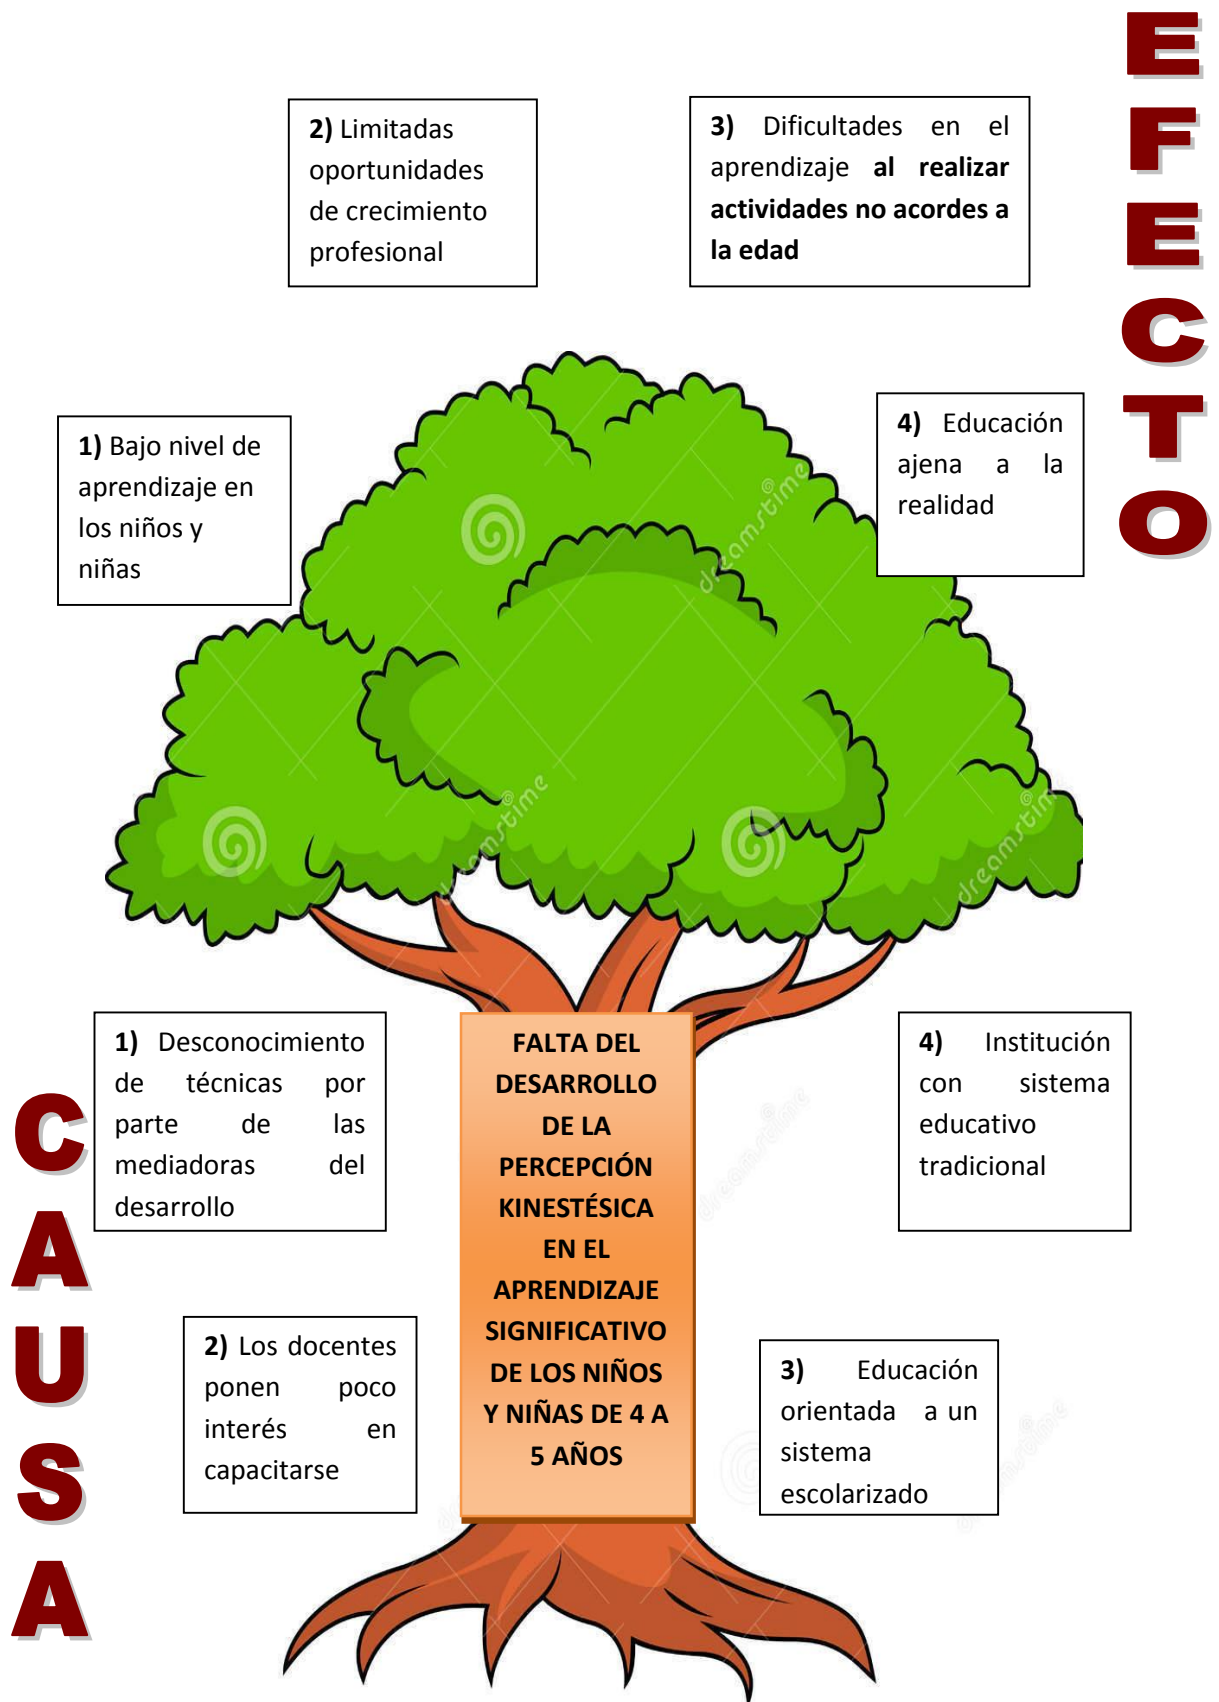 EFECTO
2) Limitadas
oportunidades
de crecimiento
profesional
3) Dificultades en el
aprendizaje al realizar
actividades no acordes a
la edad
1) Bajo nivel de
aprendizaje en
los niños y
niñas
4) Educación
ajena a la
realidad
dreamstime
dreamstime
dreamstime
CAUSA
1) Desconocimiento
de técnicas por
parte de las
mediadoras del
desarrollo
FALTA DEL
DESARROLLO
DE LA
PERCEPCIÓN
KINESTÉSICA
EN EL
APRENDIZAJE
SIGNIFICATIVO
DE LOS NIÑOS
Y NIÑAS DE 4 A
5 AÑOS
4) Institución
con sistema
educativo
tradicional
dreamstime
2) Los docentes
ponen poco
interés en
capacitarse
3) Educación
orientada a un
sistema
escolarizado